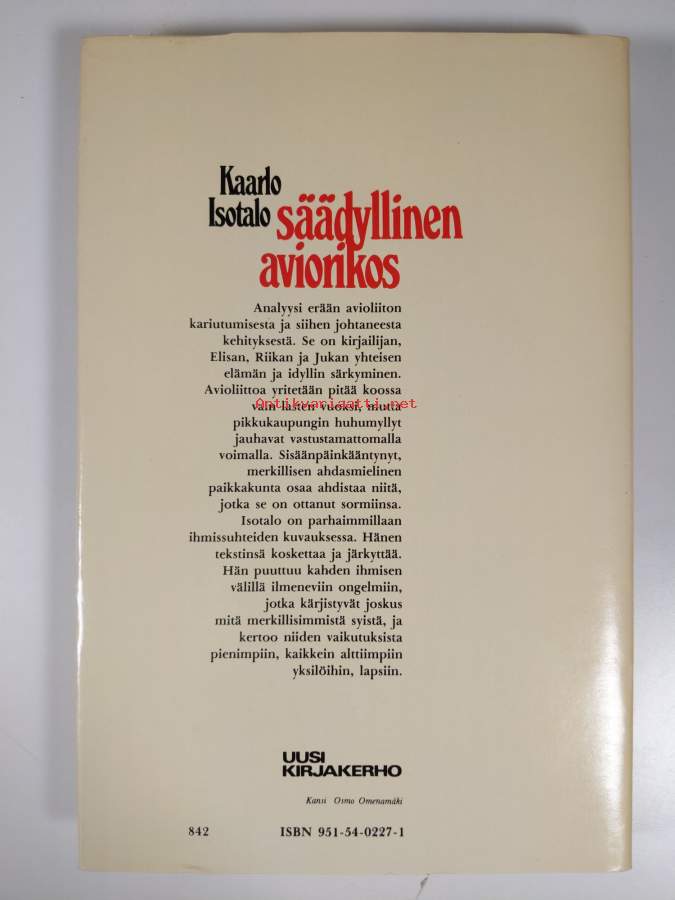 Kaarlo
Isotalo säädyllinen
aviorikos
Analyysi erään avioliiton
kariutumisesta ja siihen johtaneesta
kehityksestä. Se on kirjailijan,
Elisan, Riikan ja Jukan yhteisen
elämän ja idyllin särkyminen.
Avioliittoa yritetään pitää koossa
Antikvariaatti.net
vain lasten vuoksi, mutta
pikkukaupungin huhumyllyt
jauhavat vastustamattomalla
voimalla. Sisäänpäinkääntynyt,
merkillisen ahdasmielinen
paikkakunta osaa ahdistaa niitä,
jotka se on ottanut sormiinsa.
Isotalo on parhaimmillaan
ihmissuhteiden kuvauksessa. Hänen
tekstinsä koskettaa ja järkyttää.
Hän puuttuu kahden ihmisen
välillä ilmeneviin ongelmiin,
jotka kärjistyvät joskus
mitä merkillisimmistä syistä, ja
kertoo niiden vaikutuksista
pienimpiin, kaikkein alttiimpiin
yksilöihin, lapsiin.
UUSI
KIRJAKERHO
Kansi Osmo Omenamäki
842 ISBN 951-54-0227-1